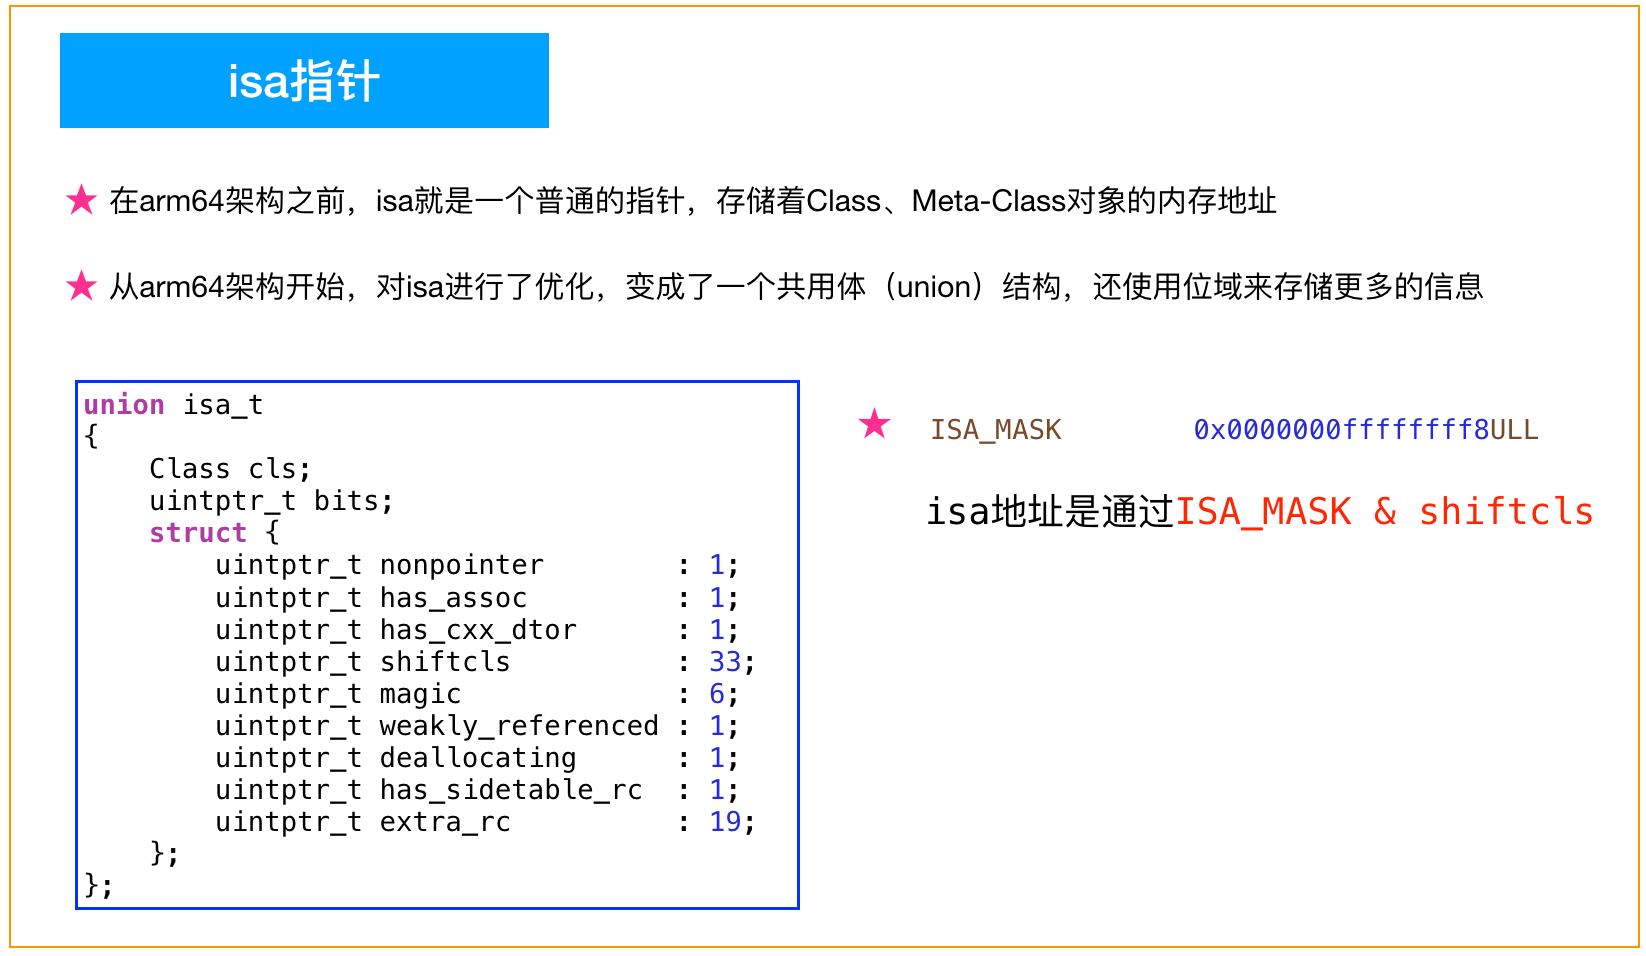 isa指针
★ 在arm64架构之前，isa就是一个普通的指针，存储着Class、Meta-Class对象的内存地址
★ 从arm64架构开始，对isa进行了优化，变成了一个共用体（union）结构，还使用位域来存储更多的信息
union isa_t
{
    Class cls;
    uintptr_t bits;
    struct {
        uintptr_t nonpointer        : 1;
        uintptr_t has_assoc         : 1;
        uintptr_t has_cxx_dtor      : 1;
        uintptr_t shiftcls          : 33;
        uintptr_t magic             : 6;
        uintptr_t weakly_referenced : 1;
        uintptr_t deallocating      : 1;
        uintptr_t has_sidetable_rc  : 1;
        uintptr_t extra_rc          : 19;
    };
};
★ ISA_MASK        0x0000000ffffffff8ULL
isa地址是通过ISA_MASK & shiftcls